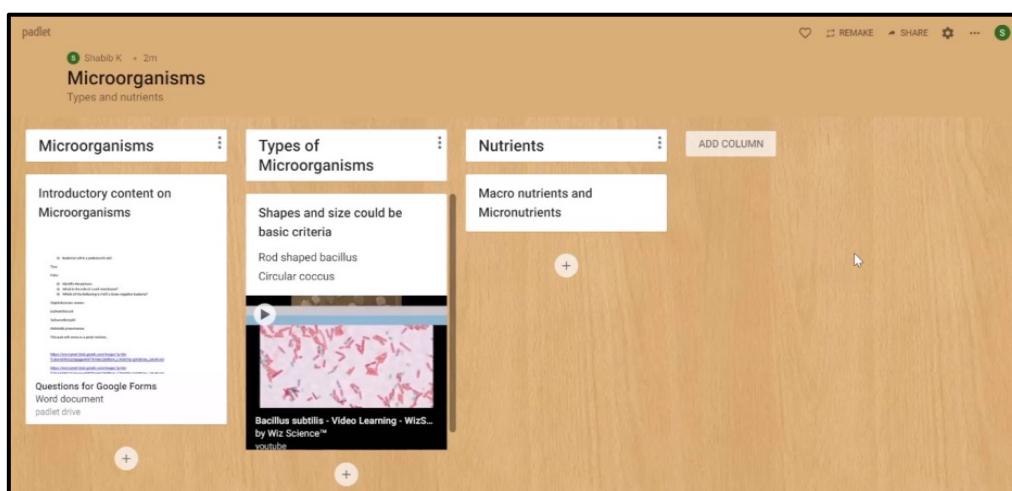 padlet
REMAKE SHARE
S Shabib K • 2m
S
Microorganisms
Types and nutrients
Microorganisms
Introductory content on
Microorganisms
Questions for Google Forms
Word document
padlet drive
Types of
Microorganisms
Shapes and size could be
basic criteria
Rod shaped bacillus
Circular coccus
Bacillus subtilis - Video Learning - WizS...
by Wiz Science™
youtube
Nutrients
Macro nutrients and
Micronutrients
ADD COLUMN